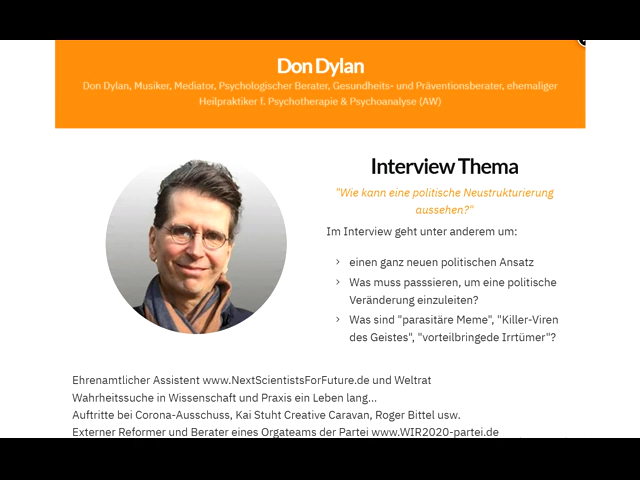 Don Dylan
Don Dylan, Musiker, Mediator, Psychologischer Berater, Gesundheits- und Präventionsberater, ehemaliger
Heilpraktiker f. Psychotherapie & Psychoanalyse (AW)
Interview Thema
"Wie kann eine politische Neustrukturierung
aussehen?"
Im Interview geht unter anderem um:
einen ganz neuen politischen Ansatz
Was muss passsieren, um eine politische
Veränderung einzuleiten?
Was sind "parasitäre Meme", "Killer-Viren
des Geistes", "vorteilbringede Irrtümer"?
Ehrenamtlicher Assistent www.NextScientistsForFuture.de und Weltrat
Wahrheitssuche in Wissenschaft und Praxis ein Leben lang...
Auftritte bei Corona-Ausschuss, Kai Stuht Creative Caravan, Roger Bittel usw.
Externer Reformer und Berater eines Orgateams der Partei www.WIR2020-partei.de